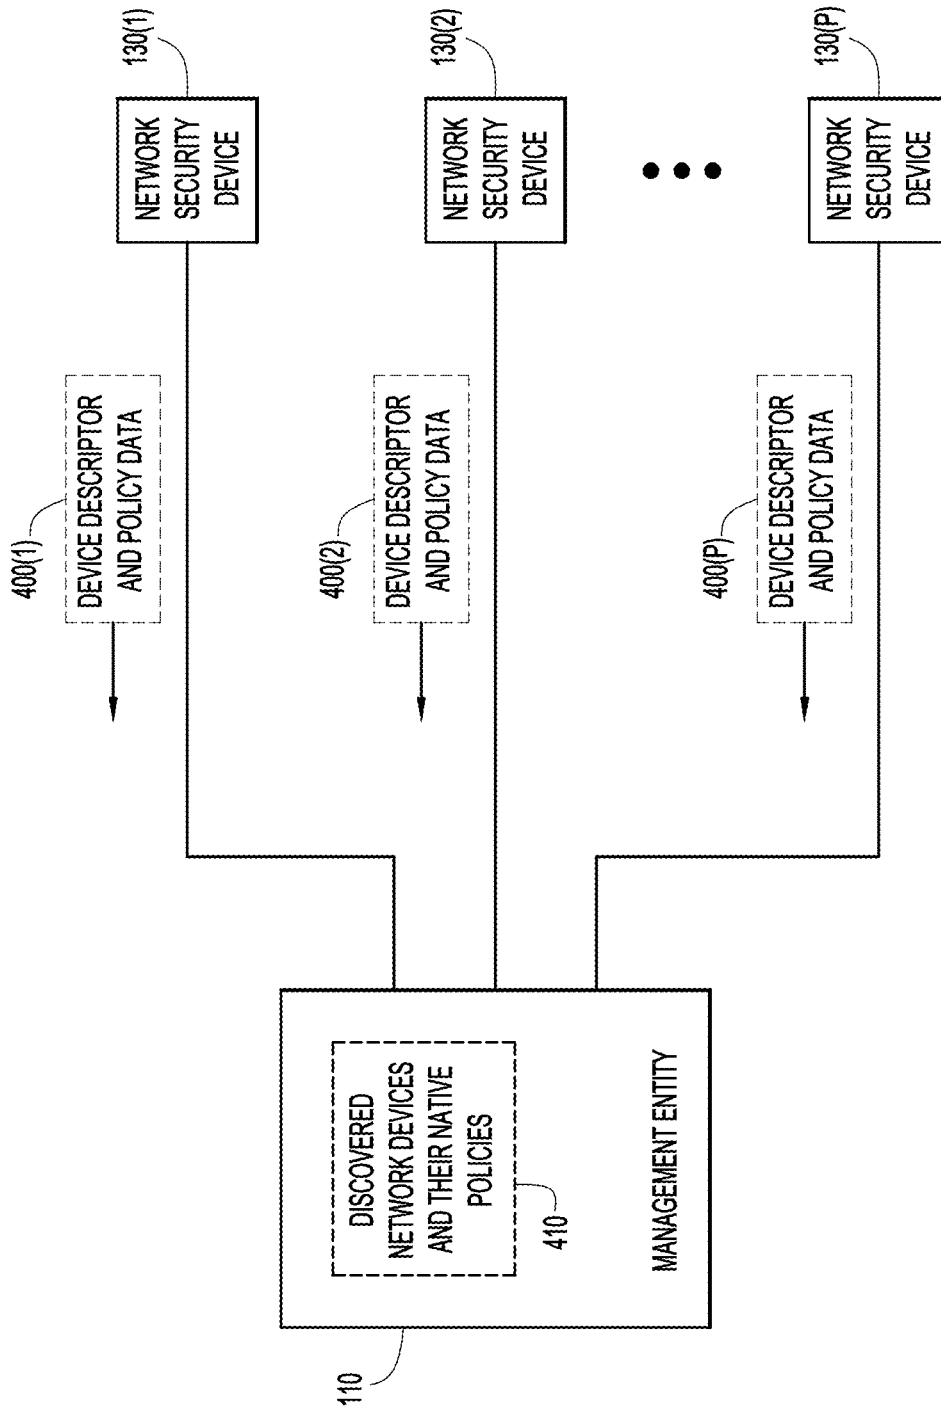 130(1)
NETWORK
SECURITY
DEVICE
400(1)
DEVICE DESCRIPTOR
AND POLICY DATA
130(2)
NETWORK
SECURITY
DEVICE
400(2)
DEVICE DESCRIPTOR
AND POLICY DATA
130(P)
NETWORK
SECURITY
DEVICE
400(P)
DEVICE DESCRIPTOR
AND POLICY DATA
DISCOVERED
NETWORK DEVICES
AND THEIR NATIVE
POLICIES
410
MANAGEMENT ENTITY
110